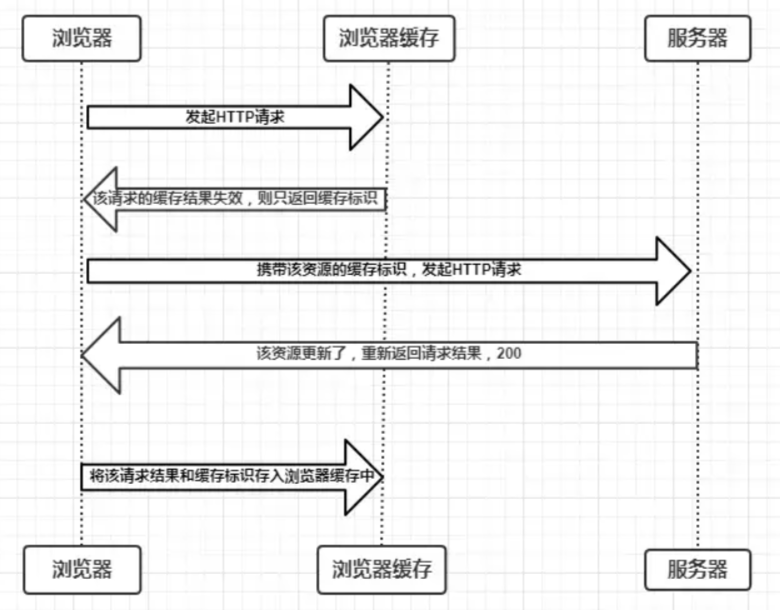 浏览器 浏览器缓存 服务器
发起HTTP请求
该请求的缓存结果失效，则只返回缓存标识
携带该资源的缓存标识，发起HTTP请求
该资源更新了，重新返回请求结果，200
将该请求结果和缓存标识存入浏览器缓存中
浏览器 浏览器缓存 服务器